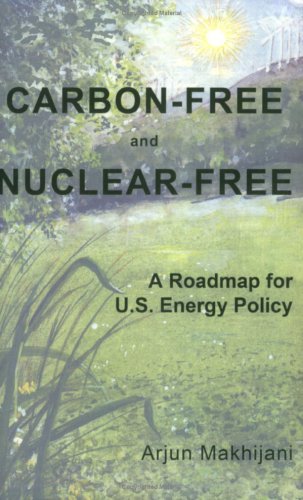 CARBON-FREE
and
NUCLEAR-FREE
A Roadmap for
U.S. Energy Policy
Arjun Makhijani